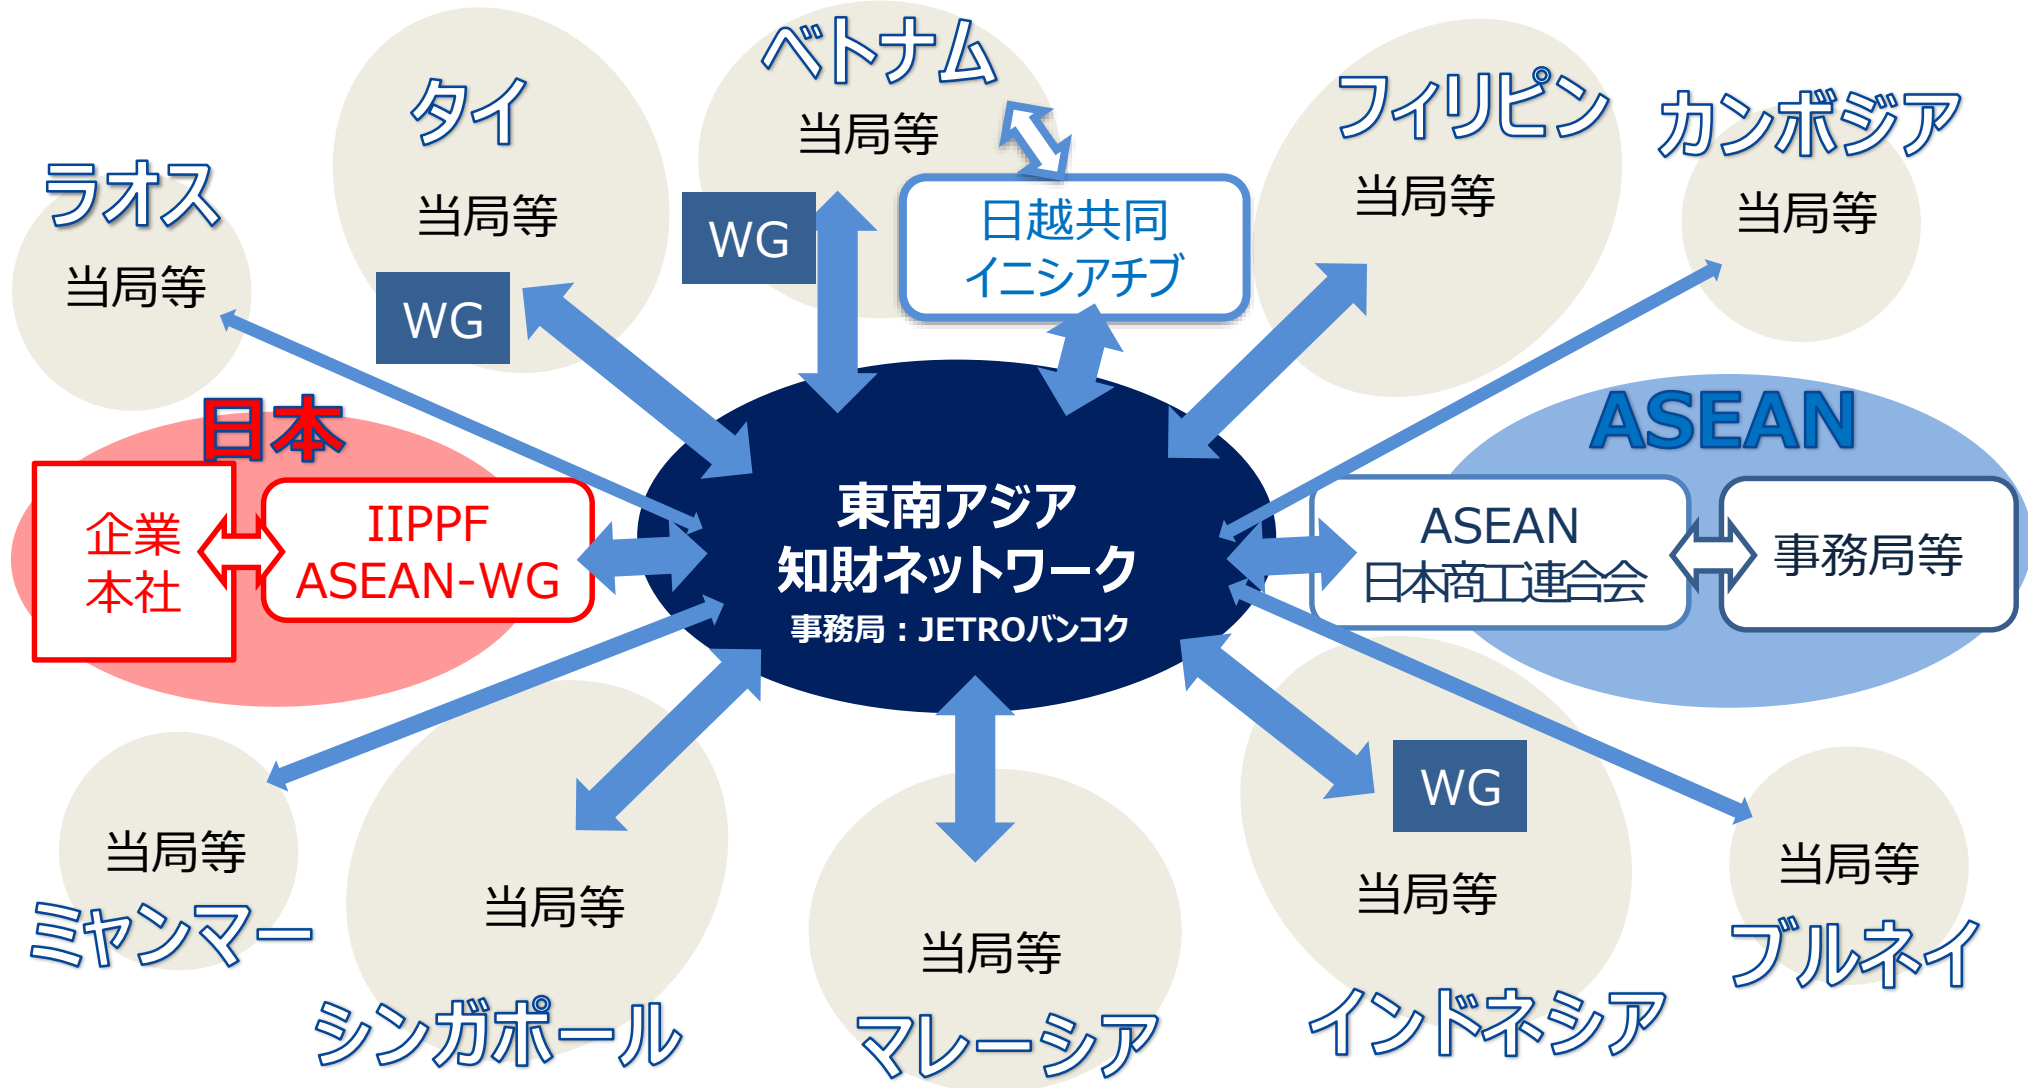 ベトナム
当局等
タイ
当局等
WG
WG
日越共同
イニシアチブ
フィリピン
当局等
カンボジア
当局等
ラオス
当局等
日本
企業
本社
IIPPF
ASEAN-WG
東南アジア
知財ネットワーク
事務局：JETROバンコク
ASEAN
ASEAN
日本商工連合会
事務局等
当局等
ミャンマー
当局等
シンガポール
当局等
マレーシア
WG
当局等
インドネシア
当局等
ブルネイ